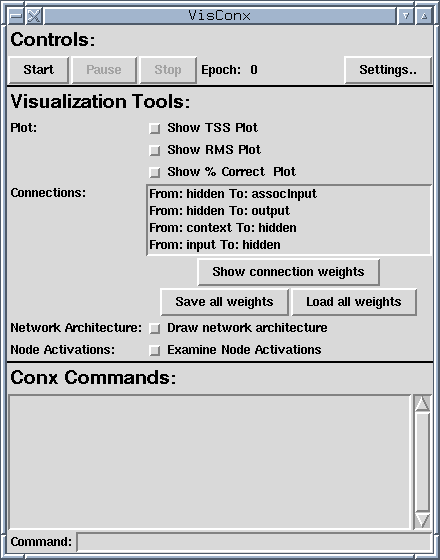 VisConx
Controls:
Start Pause Stop Epoch: 0 Settings..
Visualization Tools:
Plot: Show TSS Plot
Show RMS Plot
Show % Correct Plot
Connections: From: hidden To: assocInput
From: hidden To: output
From: context To: hidden
From: input To: hidden
Show connection weights
Save all weights Load all weights
Network Architecture: Draw network architecture
Node Activations: Examine Node Activations
Conx Commands:
Command: